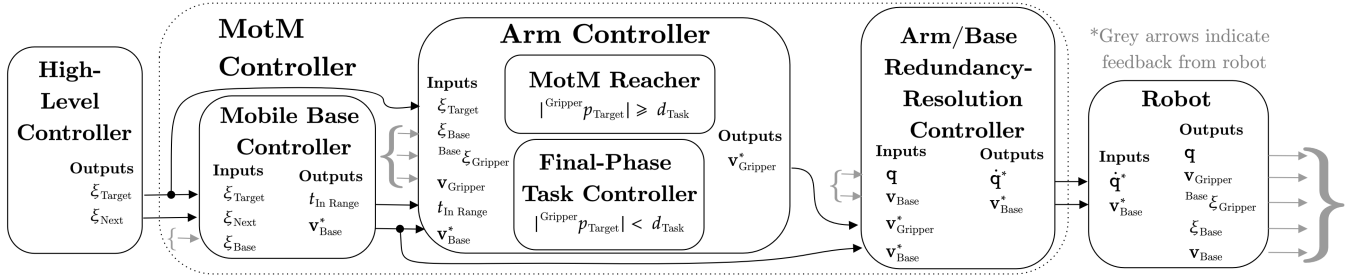 High-
Level
Controller
Outputs
ξ_Target
ξ_Next
MotM
Controller
Mobile Base
Controller
Inputs
ξ_Target
ξ_Next
ξ_Base
Outputs
t_In Range
v*_Base
Arm Controller
Inputs
ξ_Target
ξ_Base
^Base ξ_Gripper
v_Gripper
t_In Range
v*_Base
MotM Reacher
|^Gripper p_Target| ⩾ d_Task
Final-Phase
Task Controller
|^Gripper p_Target| < d_Task
Outputs
v*_Gripper
Arm/Base
Redundancy-
Resolution
Controller
Inputs
q
v_Base
v*_Gripper
v*_Base
Outputs
q̇*
v*_Base
*Grey arrows indicate
feedback from robot
Robot
Inputs
q̇*
v*_Base
Outputs
q
v_Gripper
^Base ξ_Gripper
ξ_Base
v_Base